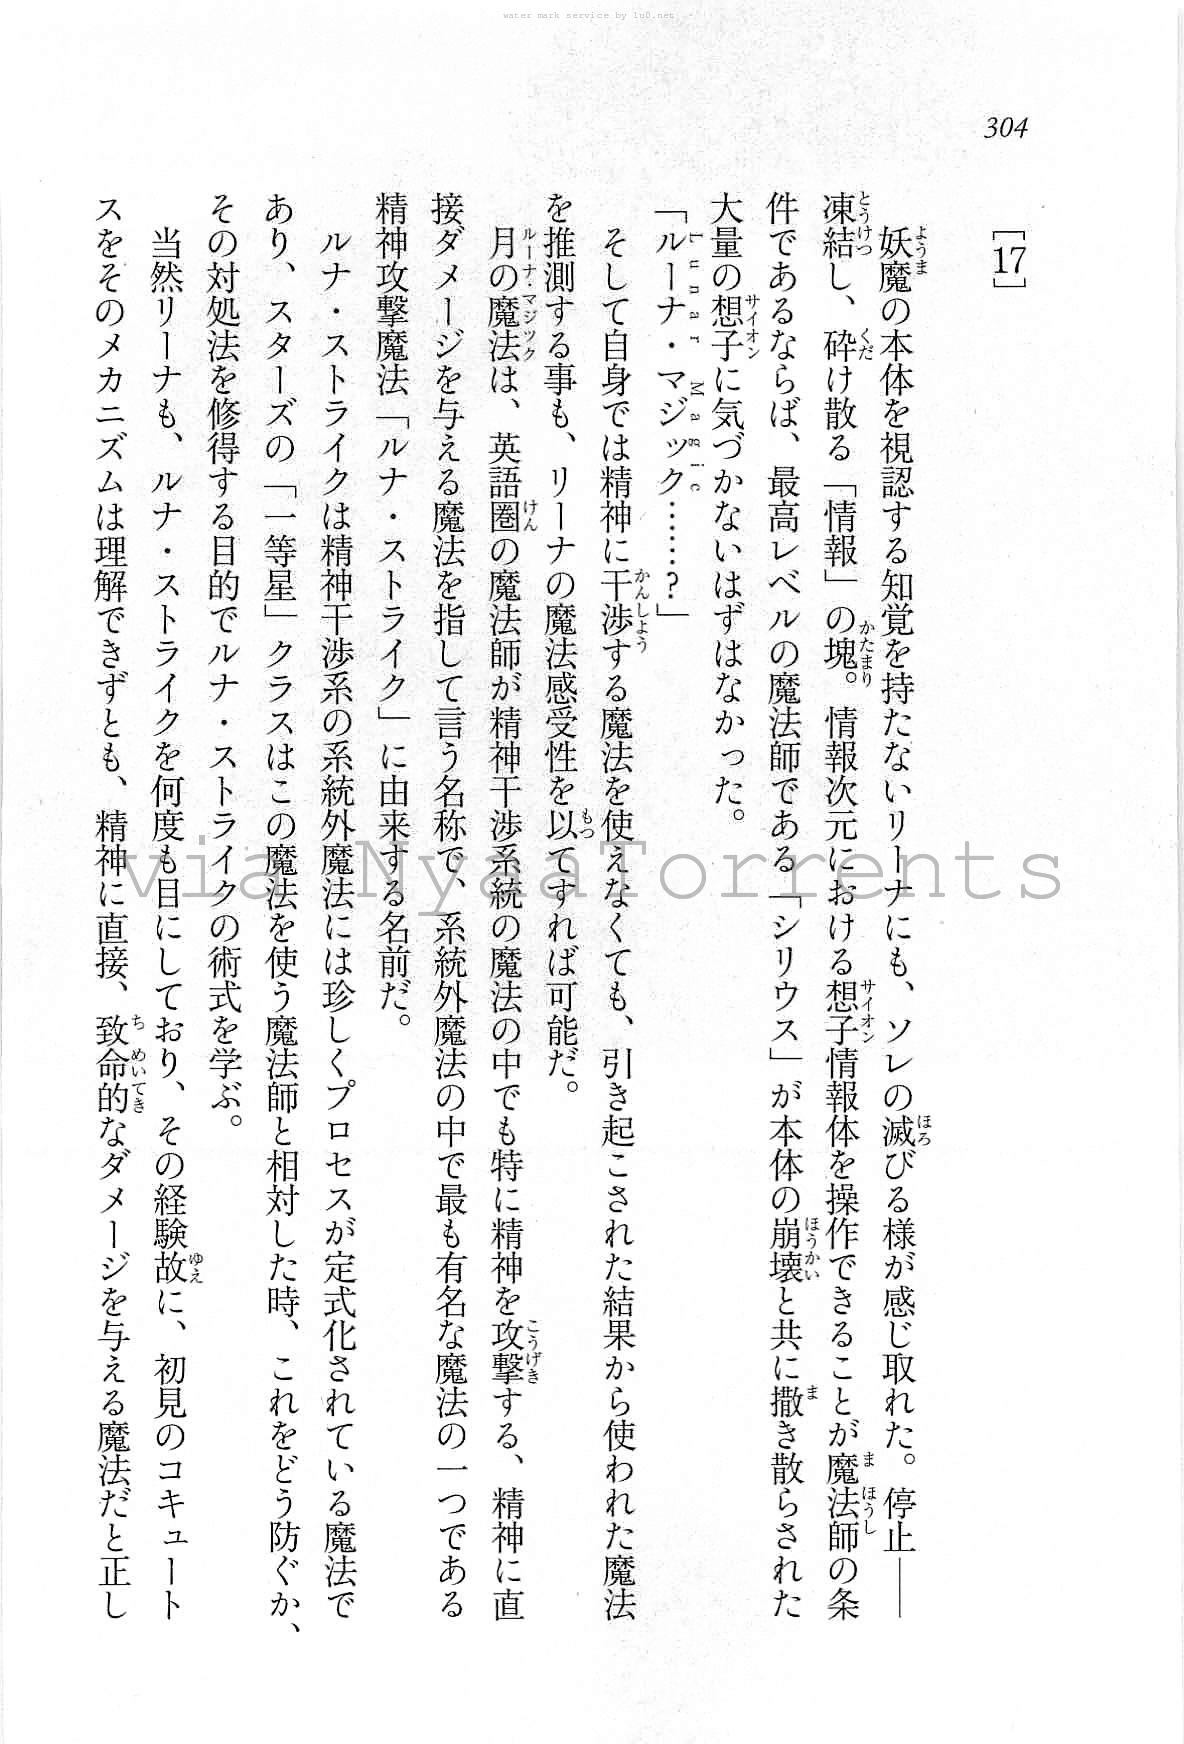 water mark service by lu0.net
304
[17]
妖魔の本体を視認する知覚を持たないリーナにも、ソレの滅びる様が感じ取れた。停止――
凍結し、砕け散る「情報」の塊。情報次元における想子情報体を操作できることが魔法師の条
件であるならば、最高レベルの魔法師である「シリウス」が本体の崩壊と共に撒き散らされた
大量の想子に気づかないはずはなかった。
「ルーナ・マジック……?」
そして自身では精神に干渉する魔法を使えなくても、引き起こされた結果から使われた魔法
を推測する事も、リーナの魔法感受性を以てすれば可能だ。
月の魔法は、英語圏の魔法師が精神干渉系統の魔法の中でも特に精神を攻撃する、精神に直
接ダメージを与える魔法を指して言う名称で、系統外魔法の中で最も有名な魔法の一つである
精神攻撃魔法「ルナ・ストライク」に由来する名前だ。
ルナ・ストライクは精神干渉系の系統外魔法には珍しくプロセスが定式化されている魔法で
あり、スターズの「一等星」クラスはこの魔法を使う魔法師と相対した時、これをどう防ぐか、
その対処法を修得する目的でルナ・ストライクの術式を学ぶ。
当然リーナも、ルナ・ストライクを何度も目にしており、その経験故に、初見のコキュート
スをそのメカニズムは理解できずとも、精神に直接、致命的なダメージを与える魔法だと正し
via NyaaTorrents